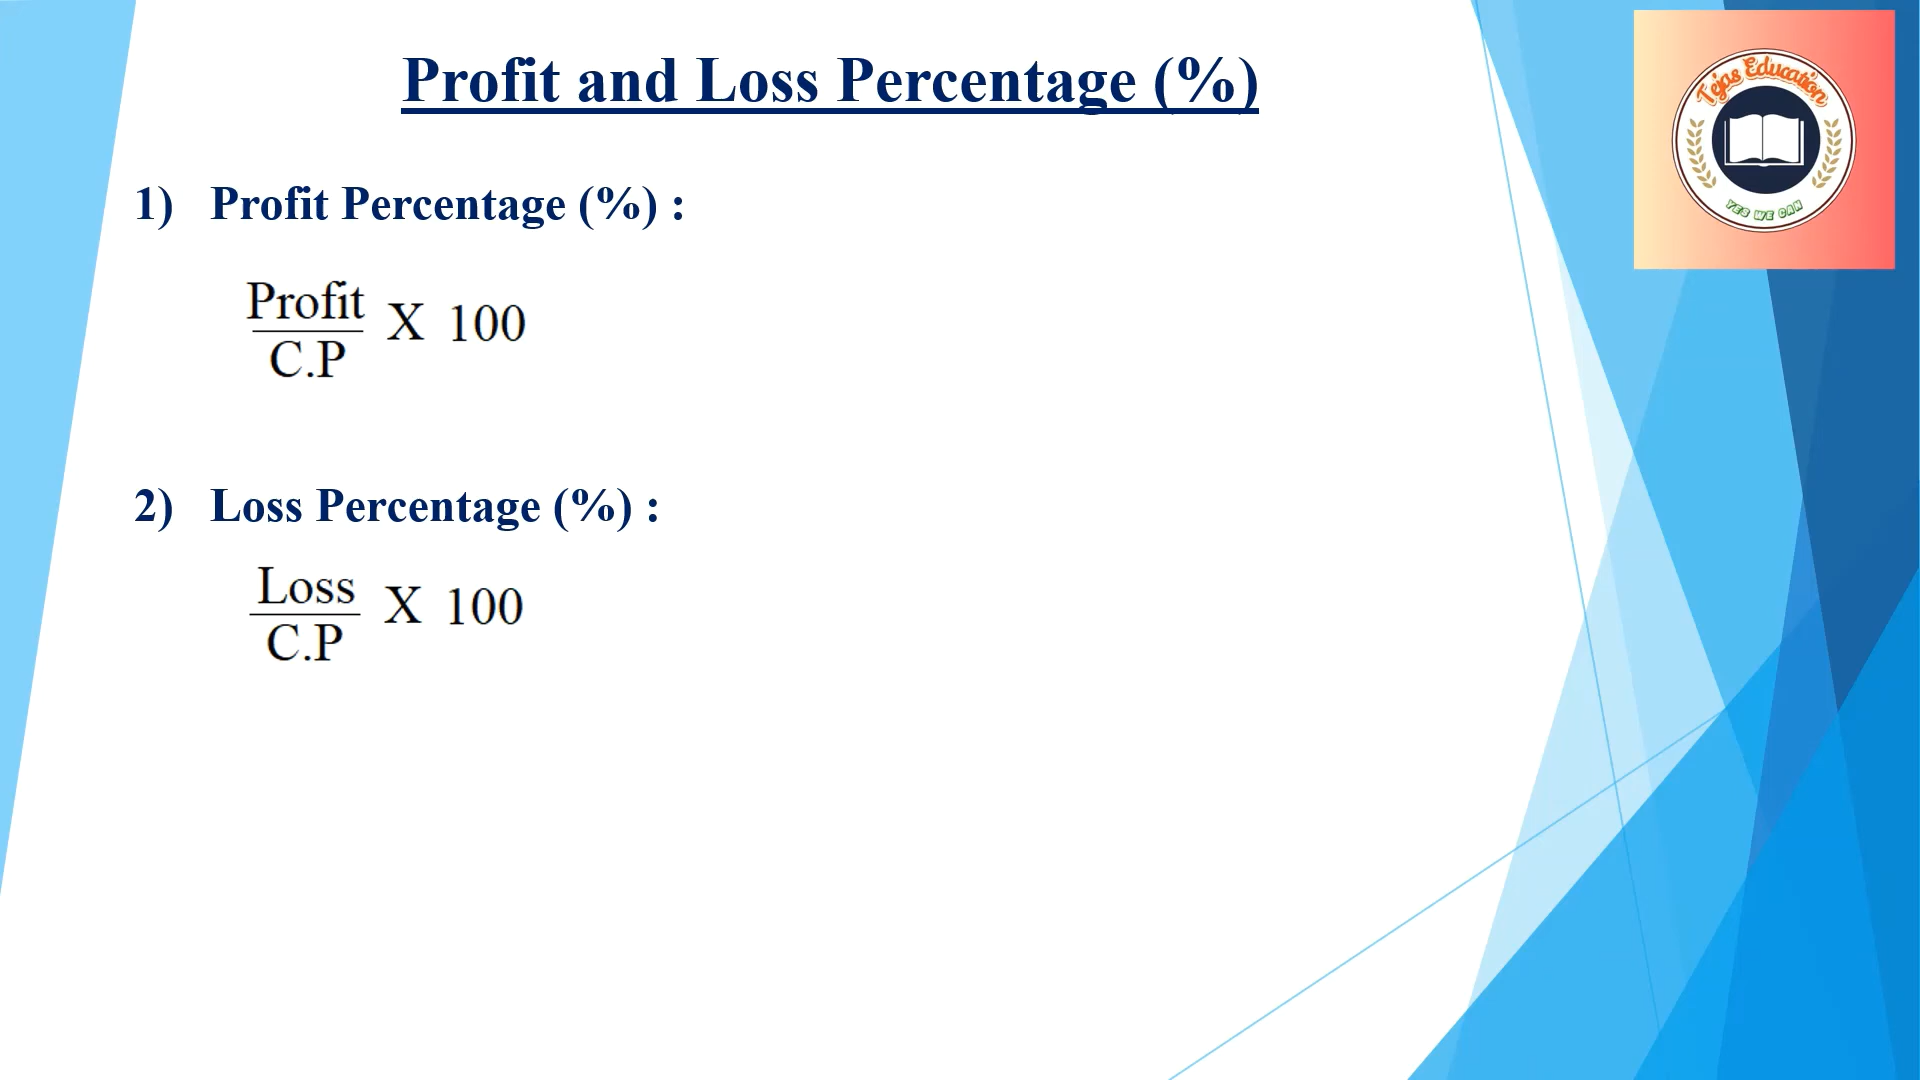 Profit and Loss Percentage (%)
Tejas Education
YES WE CAN
1) Profit Percentage (%) :
Profit
C.P
X 100
2) Loss Percentage (%) :
Loss
C.P
X 100